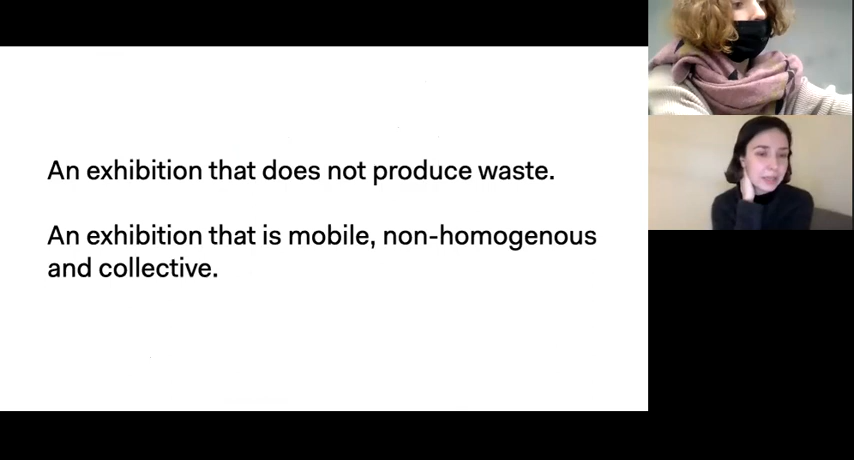 An exhibition that does not produce waste.
An exhibition that is mobile, non-homogenous
and collective.